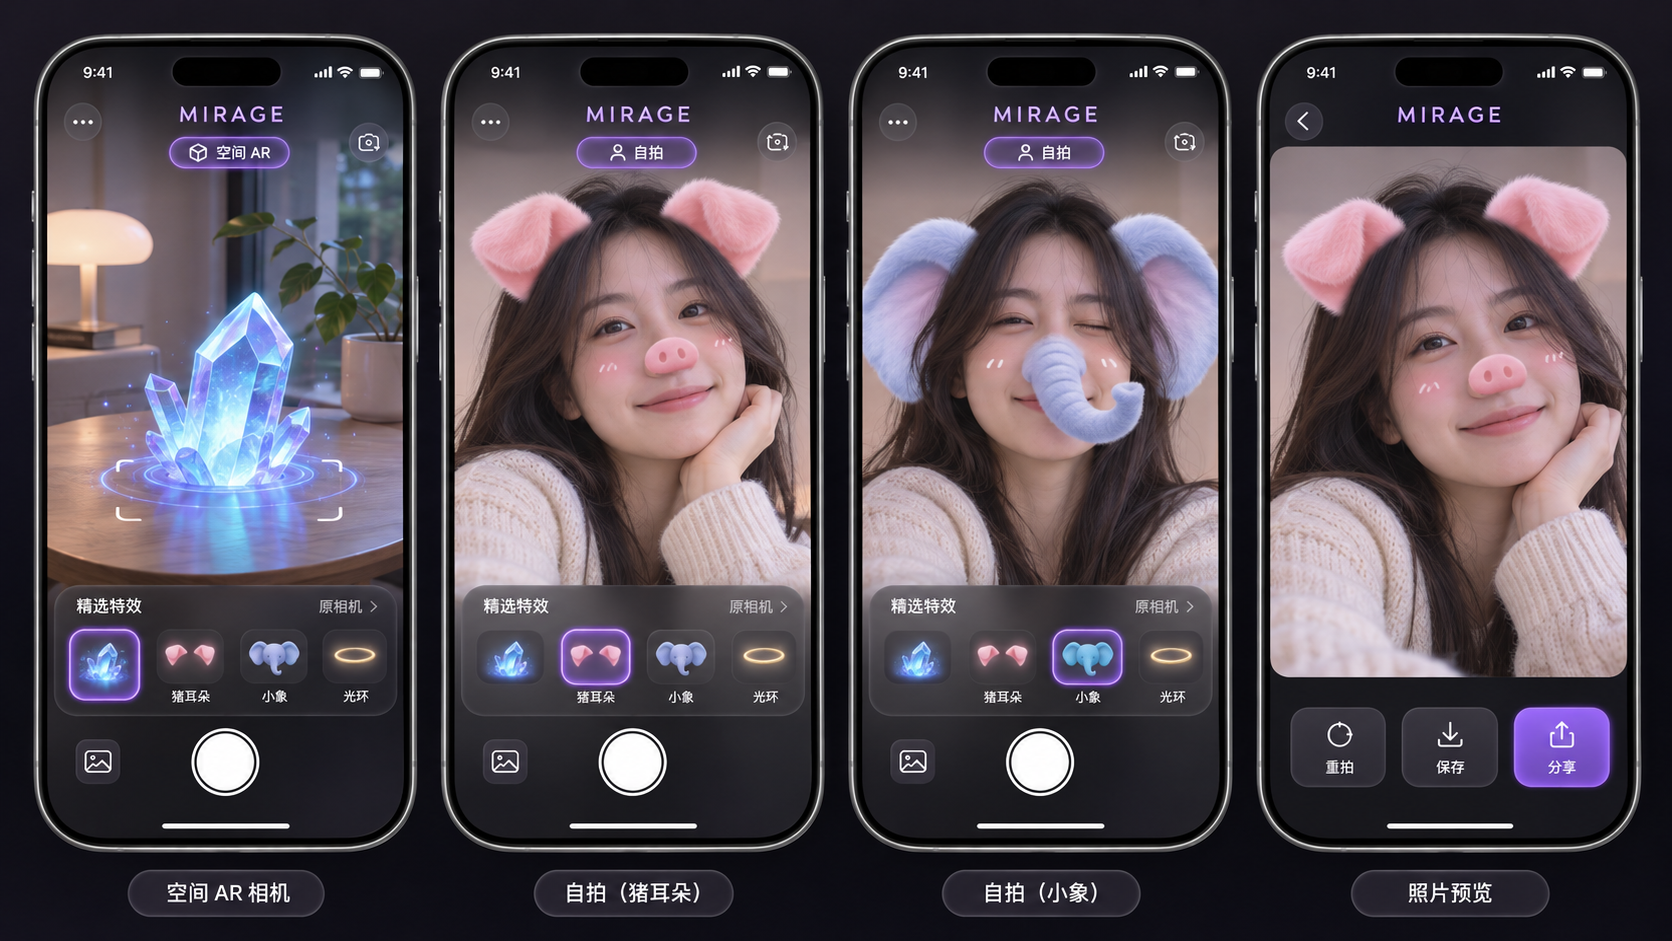 9:41
MIRAGE
空间 AR
精选特效
原相机
猪耳朵
小象
光环
空间 AR 相机
9:41
MIRAGE
自拍
精选特效
原相机
猪耳朵
小象
光环
自拍（猪耳朵）
9:41
MIRAGE
自拍
精选特效
原相机
猪耳朵
小象
光环
自拍（小象）
9:41
MIRAGE
重拍
保存
分享
照片预览